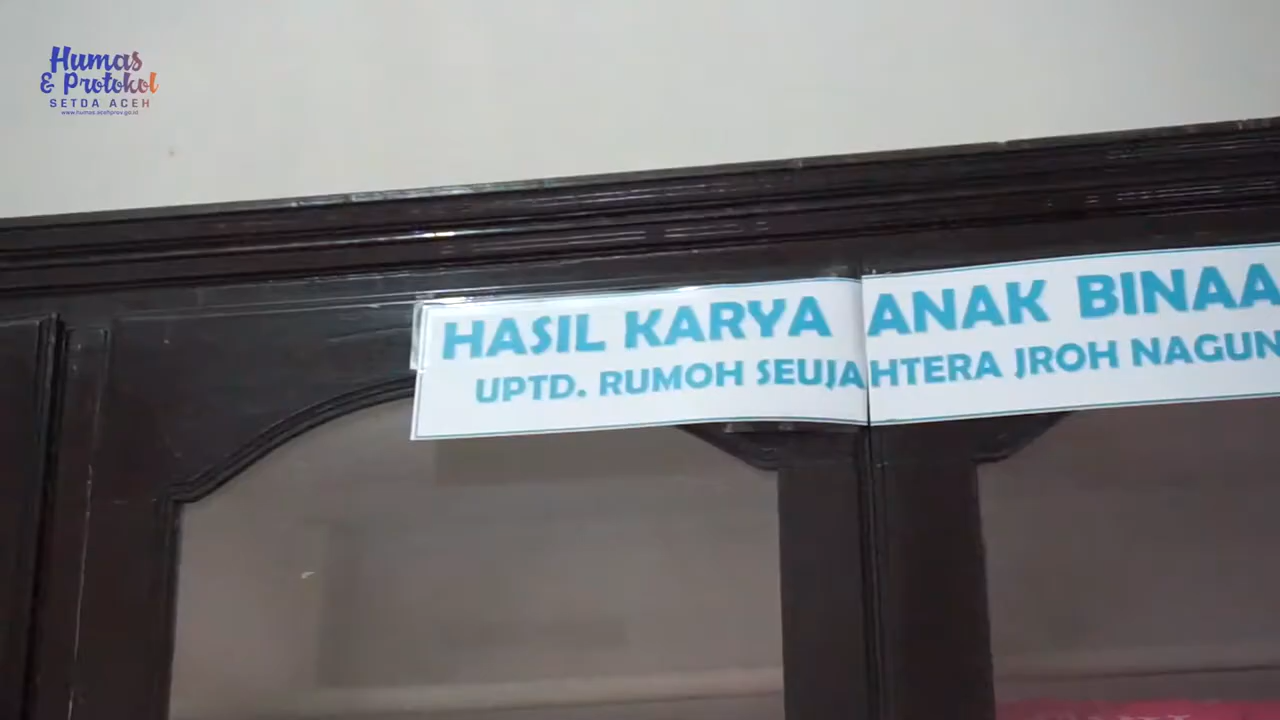 Humas
& Protokol
SETDA ACEH
www.humas.acehprov.go.id
HASIL KARYA ANAK BINAA
UPTD. RUMOH SEUJAHTERA JROH NAGUN